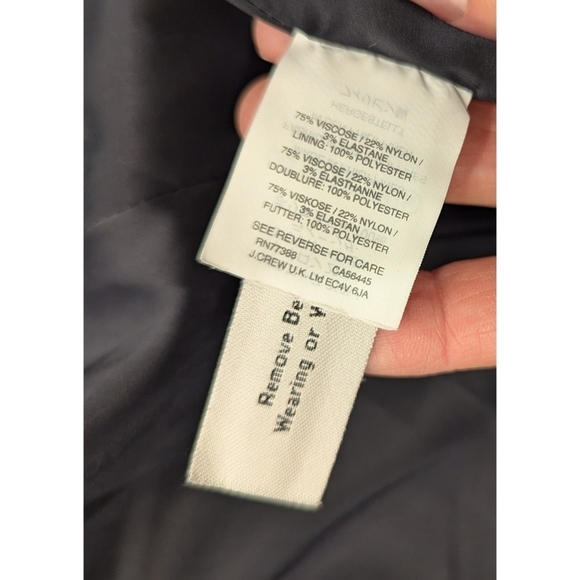 75% VISCOSE / 22% NYLON /
3% ELASTANE
LINING: 100% POLYESTER
75% VISCOSE / 22% NYLON /
3% ELASTHANNE
DOUBLURE: 100% POLYESTER
75% VISKOSE / 22% NYLON /
3% ELASTAN
FUTTER: 100% POLYESTER
SEE REVERSE FOR CARE
RN77388 CA56445
J.CREW U.K. Ltd EC4V 6JA
Remove Be
Wearing or